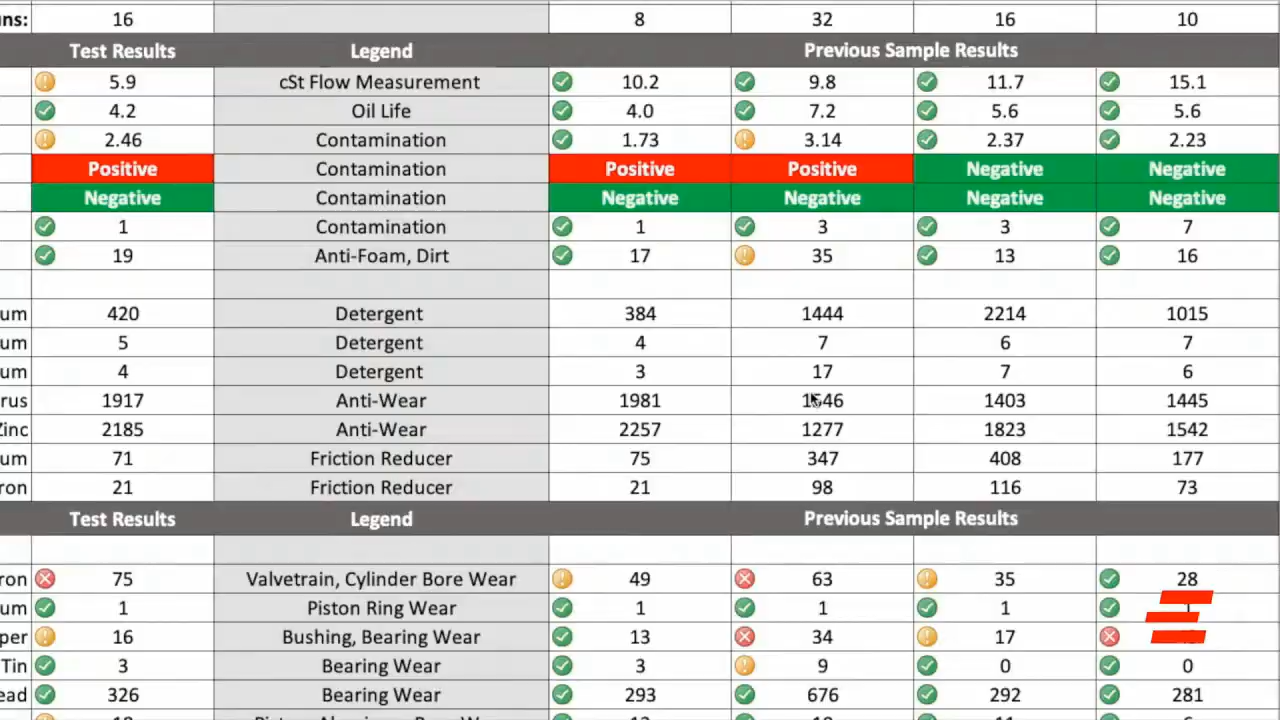 ns: 16 8 32 16 10
Test Results Legend Previous Sample Results
5.9 cSt Flow Measurement 10.2 9.8 11.7 15.1
4.2 Oil Life 4.0 7.2 5.6 5.6
2.46 Contamination 1.73 3.14 2.37 2.23
Positive Contamination Positive Positive Negative Negative
Negative Contamination Negative Negative Negative Negative
1 Contamination 1 3 3 7
19 Anti-Foam, Dirt 17 35 13 16
um 420 Detergent 384 1444 2214 1015
um 5 Detergent 4 7 6 7
um 4 Detergent 3 17 7 6
rus 1917 Anti-Wear 1981 1403 1445
Zinc 2185 Anti-Wear 2257 1277 1823 1542
um 71 Friction Reducer 75 347 408 177
ron 21 Friction Reducer 21 98 116 73
Test Results Legend Previous Sample Results
ron 75 Valvetrain, Cylinder Bore Wear 49 63 35 28
um 1 Piston Ring Wear 1 1 1
per 16 Bushing, Bearing Wear 13 34 17
Tin 3 Bearing Wear 3 9 0 0
ead 326 Bearing Wear 293 676 292 281